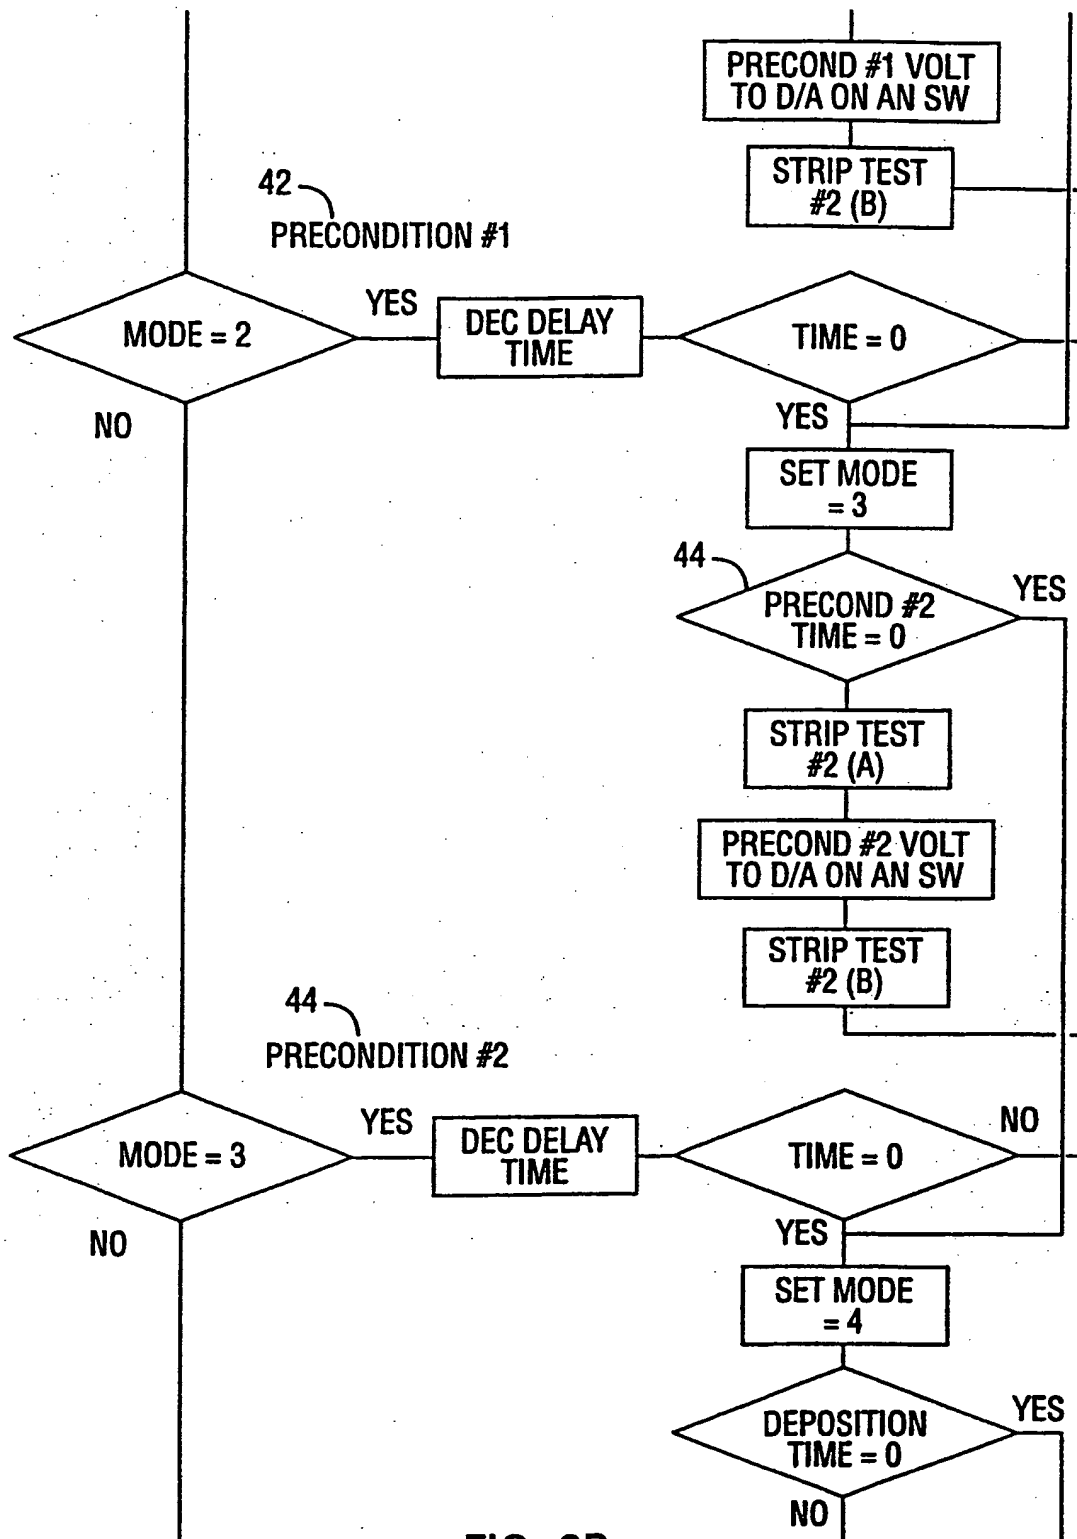 PRECOND #1 VOLT
TO D/A ON AN SW
STRIP TEST
#2 (B)
42
PRECONDITION #1
MODE = 2
YES
DEC DELAY
TIME
TIME = 0
NO
YES
SET MODE
= 3
44
PRECOND #2
TIME = 0
YES
STRIP TEST
#2 (A)
PRECOND #2 VOLT
TO D/A ON AN SW
STRIP TEST
#2 (B)
44
PRECONDITION #2
MODE = 3
YES
DEC DELAY
TIME
TIME = 0
NO
NO
YES
SET MODE
= 4
DEPOSITION
TIME = 0
YES
NO